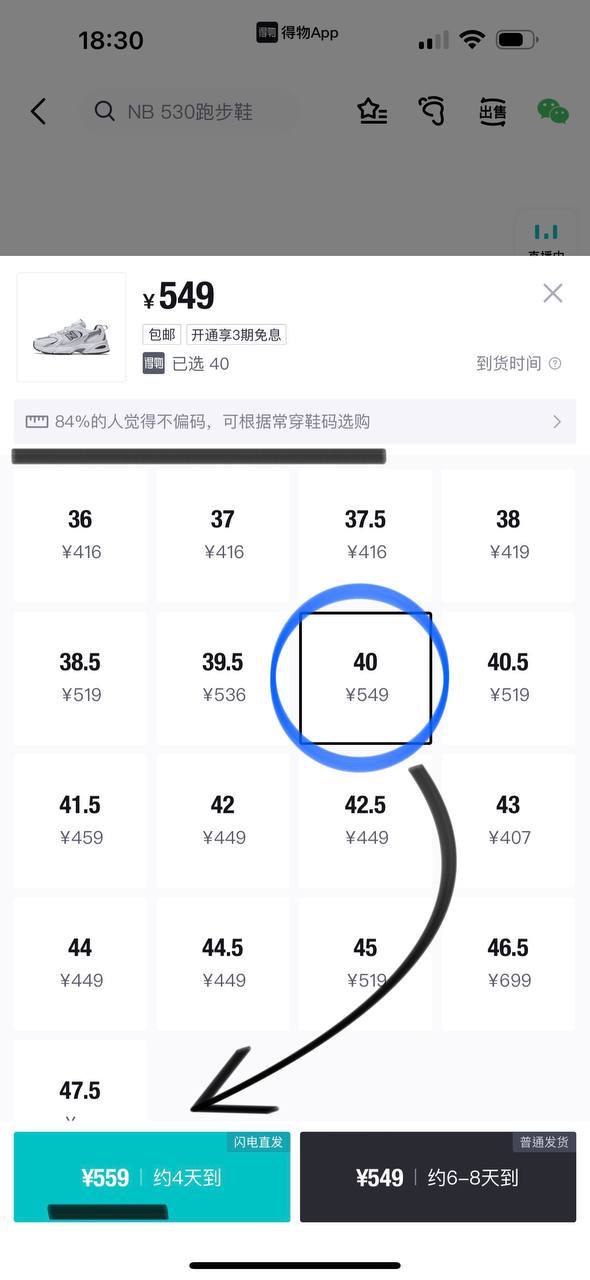 18:30
得物 得物App
NB 530跑步鞋
出售
¥549
包邮 开通享3期免息
得物 已选 40
到货时间
84%的人觉得不偏码，可根据常穿鞋码选购
36 37 37.5 38
¥416 ¥416 ¥416 ¥419
38.5 39.5 40 40.5
¥519 ¥536 ¥549 ¥519
41.5 42 42.5 43
¥459 ¥449 ¥449 ¥407
44 44.5 45 46.5
¥449 ¥449 ¥519 ¥699
47.5
闪电直发 普通发货
¥559 约4天到 ¥549 约6–8天到